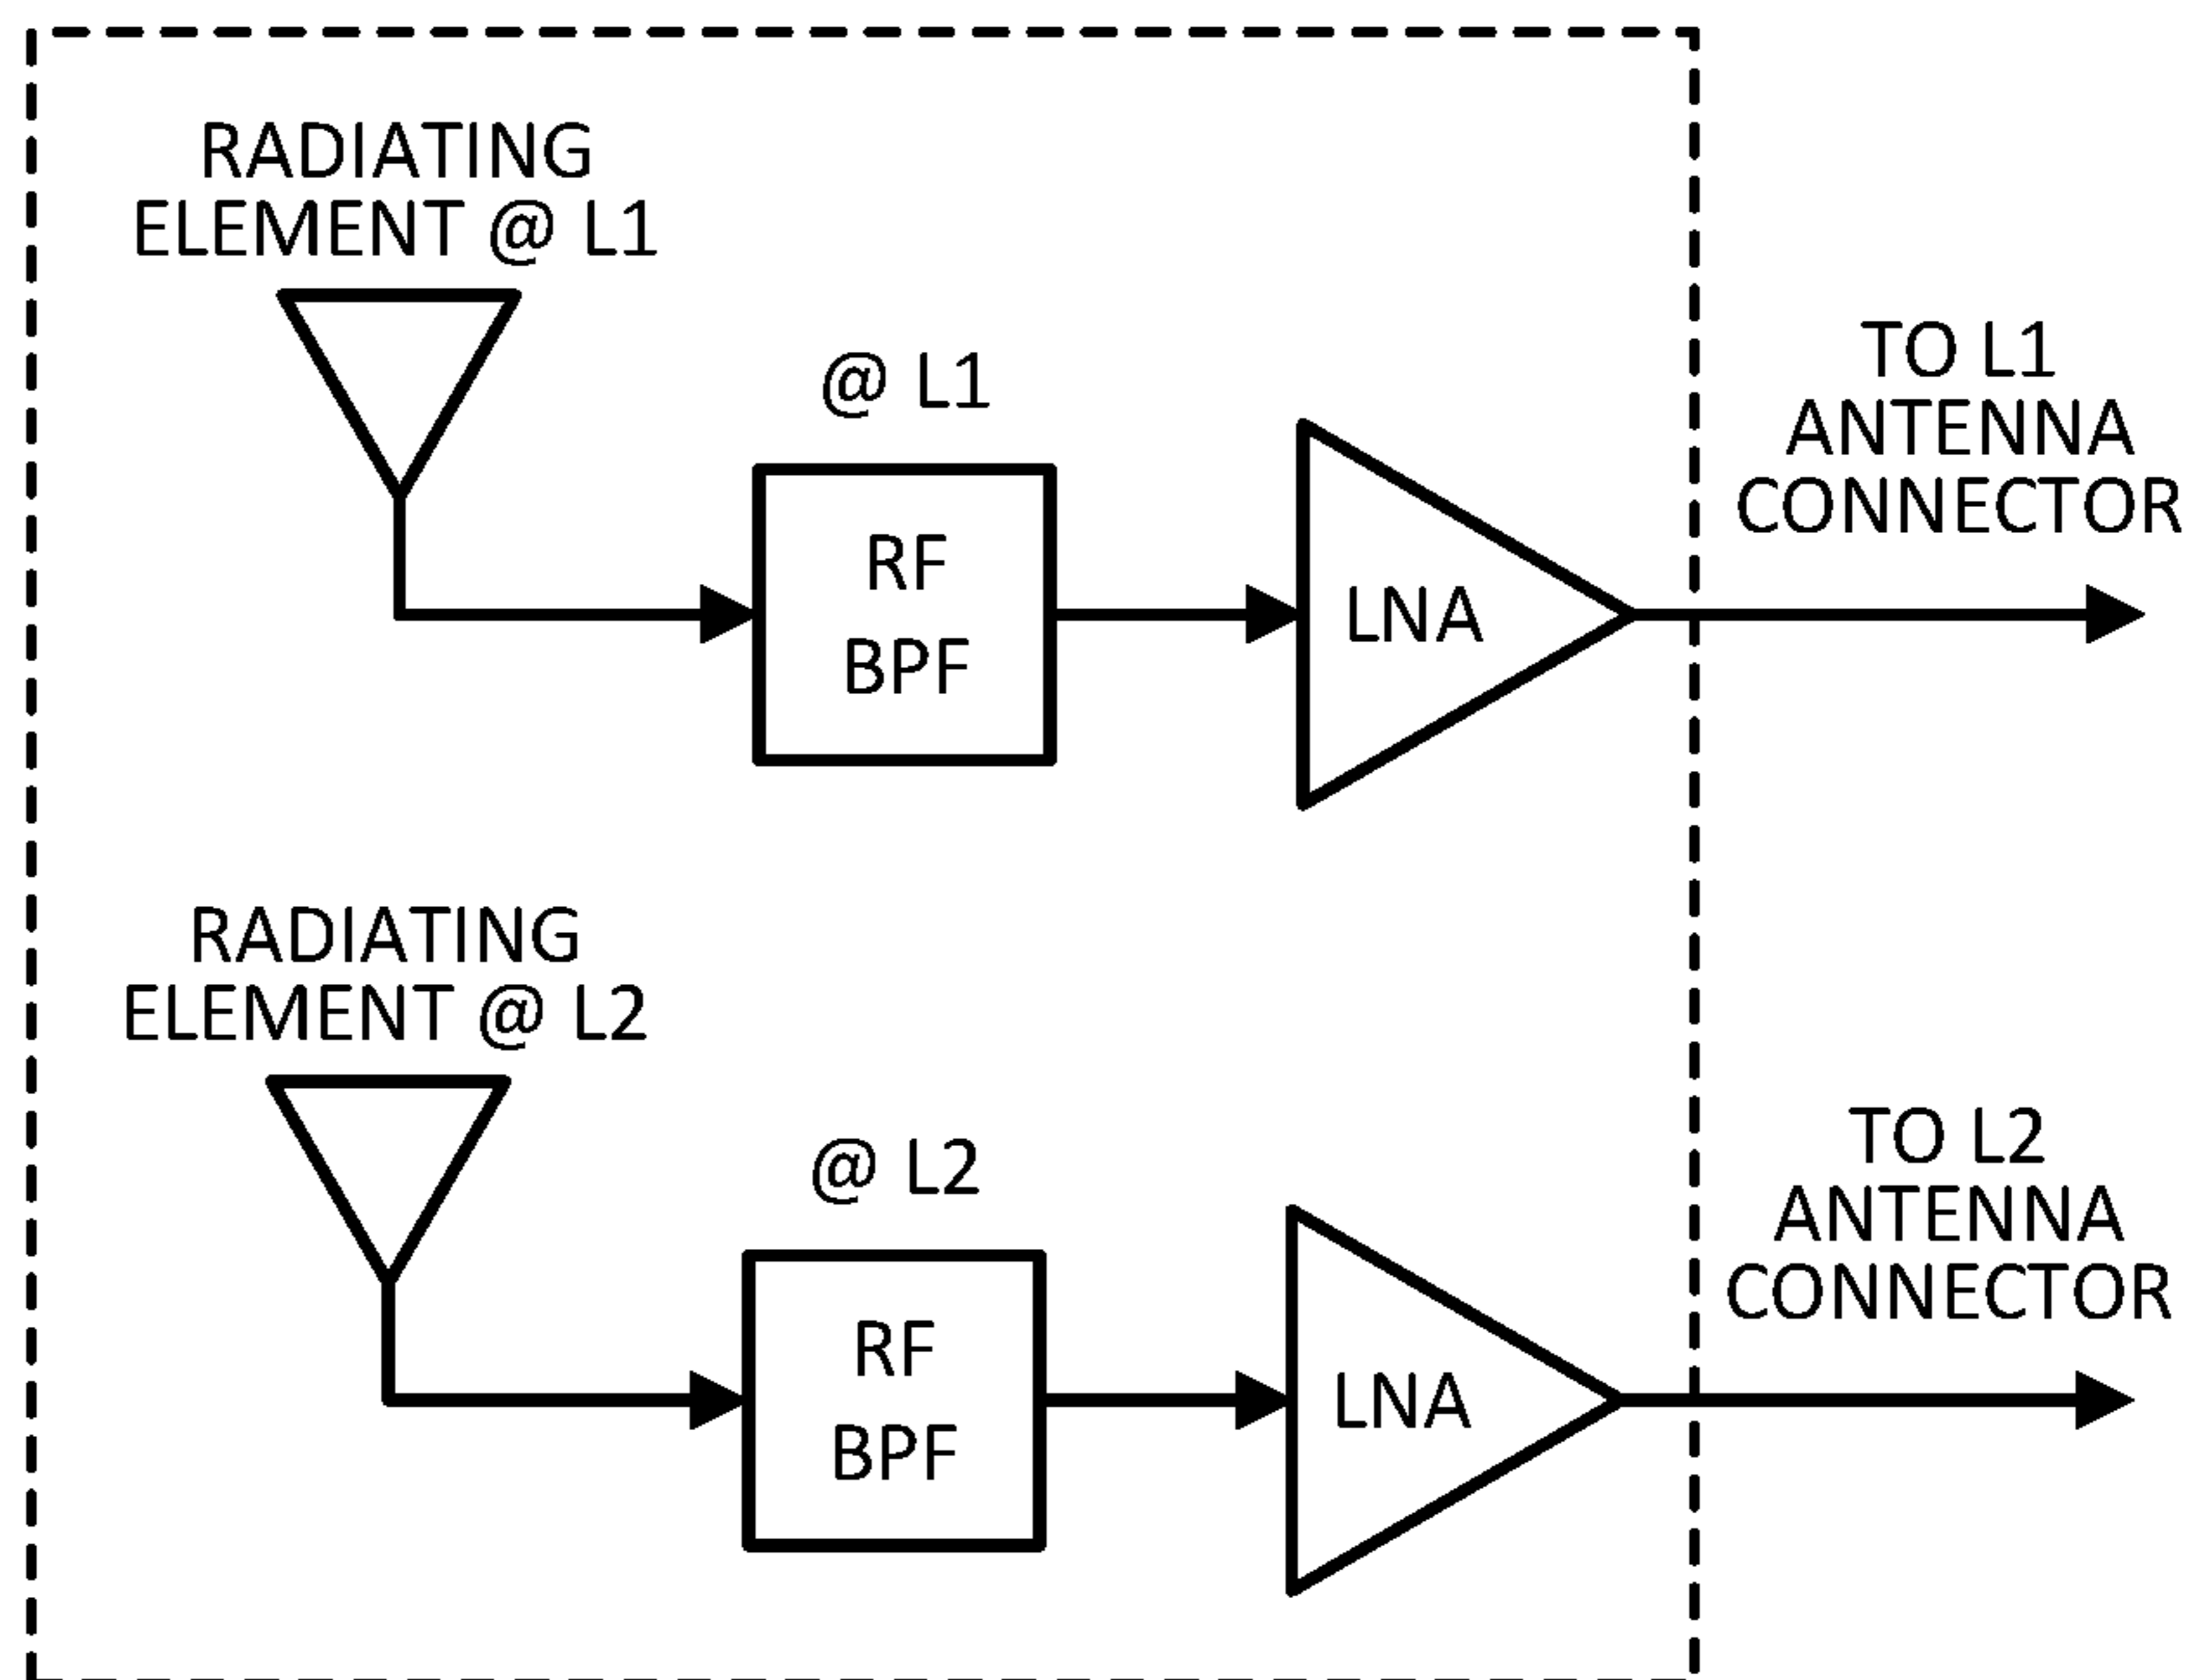 RADIATING
ELEMENT @ L1
@ L1
RF
BPF
LNA
TO L1
ANTENNA
CONNECTOR
RADIATING
ELEMENT @ L2
@ L2
RF
BPF
LNA
TO L2
ANTENNA
CONNECTOR